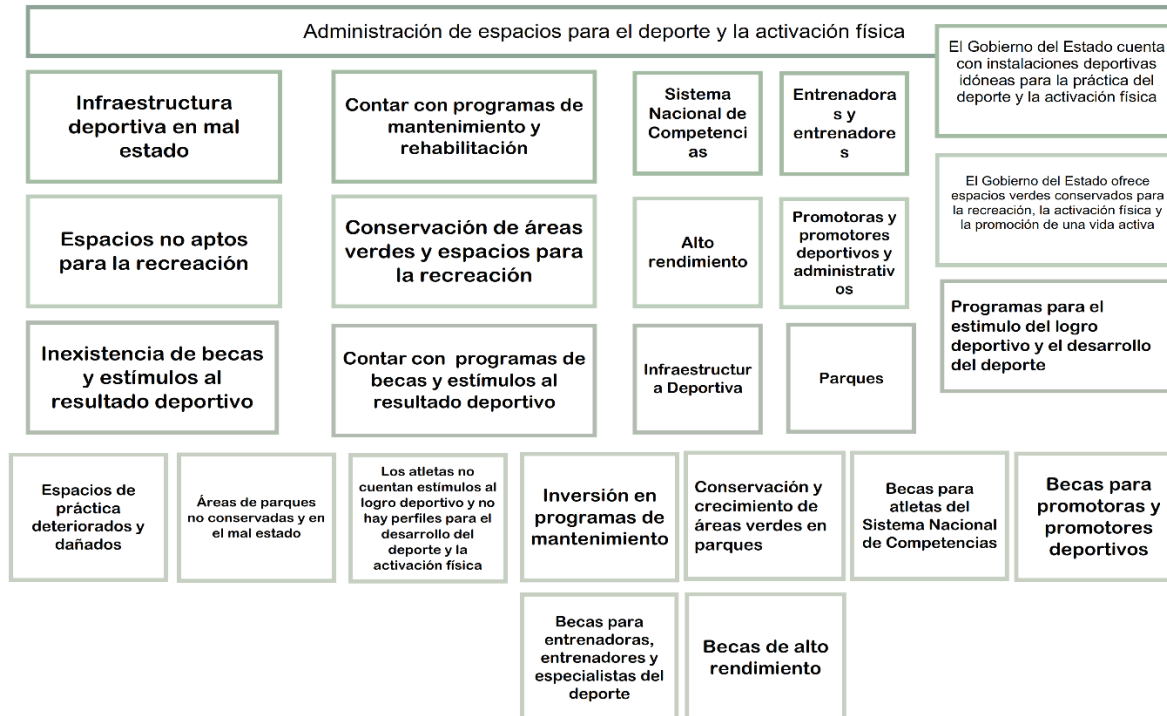 Administración de espacios para el deporte y la activación física
El Gobierno del Estado cuenta
con instalaciones deportivas
idóneas para la práctica del
deporte y la activación física
Infraestructura
deportiva en mal
estado
Contar con programas de
mantenimiento y
rehabilitación
Sistema
Nacional de
Competenci
as
Entrenadora
s y
entrenadore
s
El Gobierno del Estado ofrece
espacios verdes conservados para
la recreación, la activación física y
la promoción de una vida activa
Espacios no aptos
para la recreación
Conservación de áreas
verdes y espacios para
la recreación
Alto
rendimiento
Promotoras y
promotores
deportivos y
administrativ
os
Programas para el
estimulo del logro
deportivo y el desarrollo
del deporte
Inexistencia de becas
y estímulos al
resultado deportivo
Contar con  programas de
becas y estímulos al
resultado deportivo
Infraestructur
a Deportiva
Parques
Espacios de
práctica
deteriorados y
dañados
Áreas de parques
no conservadas y en
el mal estado
Los atletas no
cuentan estímulos al
logro deportivo y no
hay perfiles para el
desarrollo del
deporte y la
activación física
Inversión en
programas de
mantenimiento
Conservación y
crecimiento de
áreas verdes en
parques
Becas para
atletas del
Sistema Nacional
de Competencias
Becas para
promotoras y
promotores
deportivos
Becas para
entrenadoras,
entrenadores y
especialistas del
deporte
Becas de alto
rendimiento